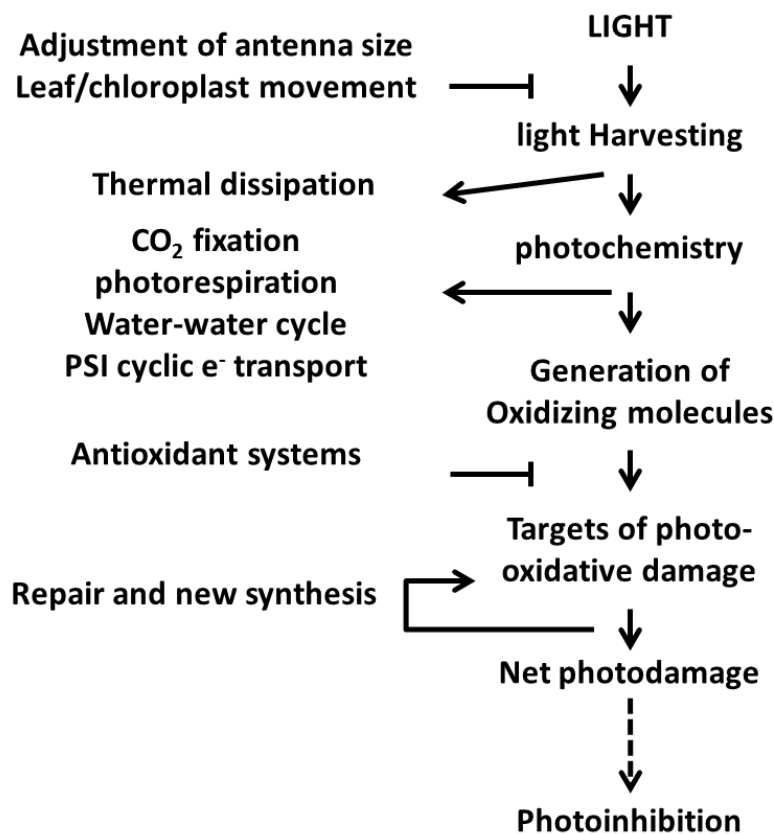 Adjustment of antenna size
Leaf/chloroplast movement
LIGHT
light Harvesting
Thermal dissipation
CO₂ fixation
photorespiration
Water-water cycle
PSI cyclic e⁻ transport
photochemistry
Generation of
Oxidizing molecules
Antioxidant systems
Targets of photo-
oxidative damage
Repair and new synthesis
Net photodamage
Photoinhibition